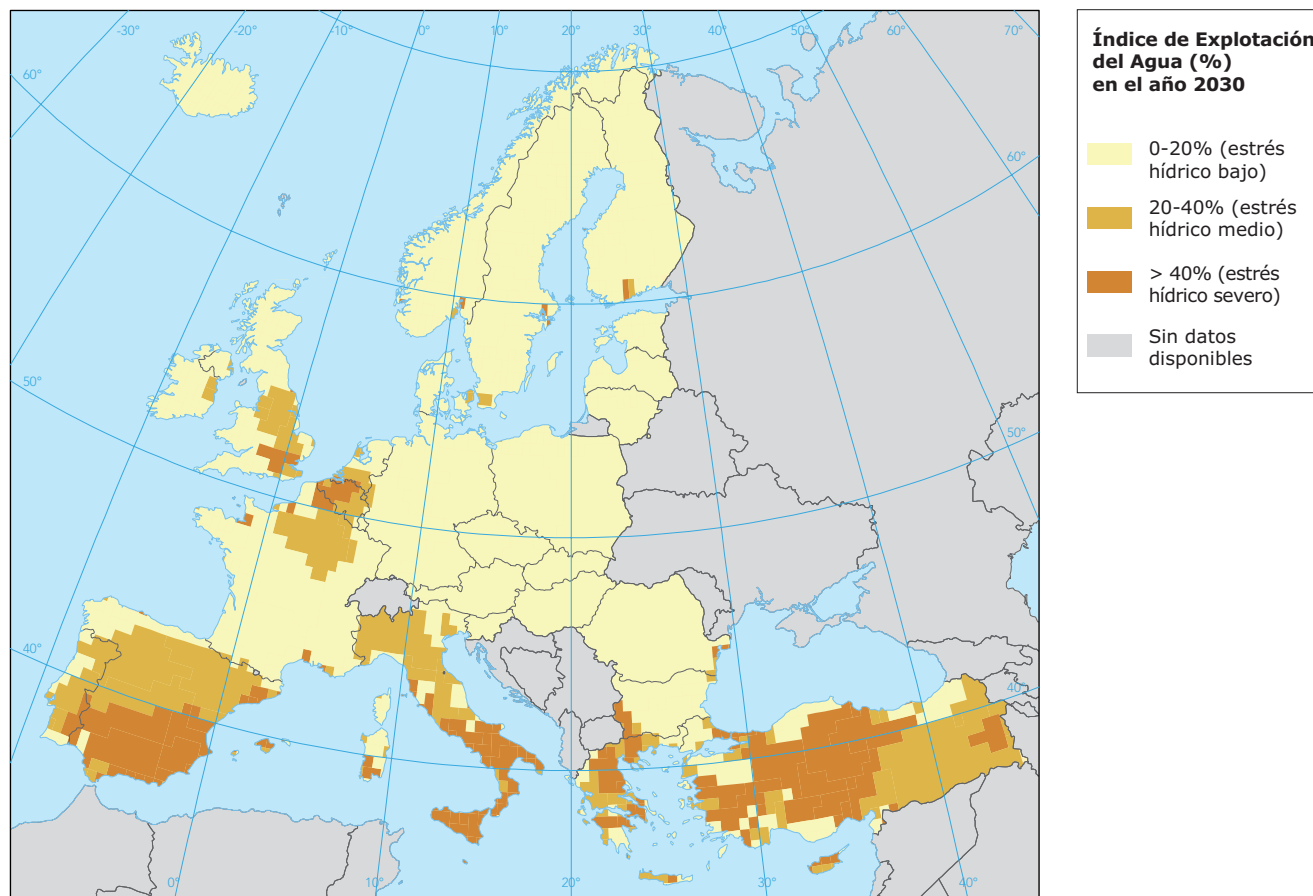 -30°
-20°
-10°
0°
10°
20°
30°
40°
50°
60°
70°
60°
60°
50°
50°
40°
40°
0°
10°
20°
30°
40°
Índice de Explotación
del Agua (%)
en el año 2030
0-20% (estrés
hídrico bajo)
20-40% (estrés
hídrico medio)
> 40% (estrés
hídrico severo)
Sin datos
disponibles